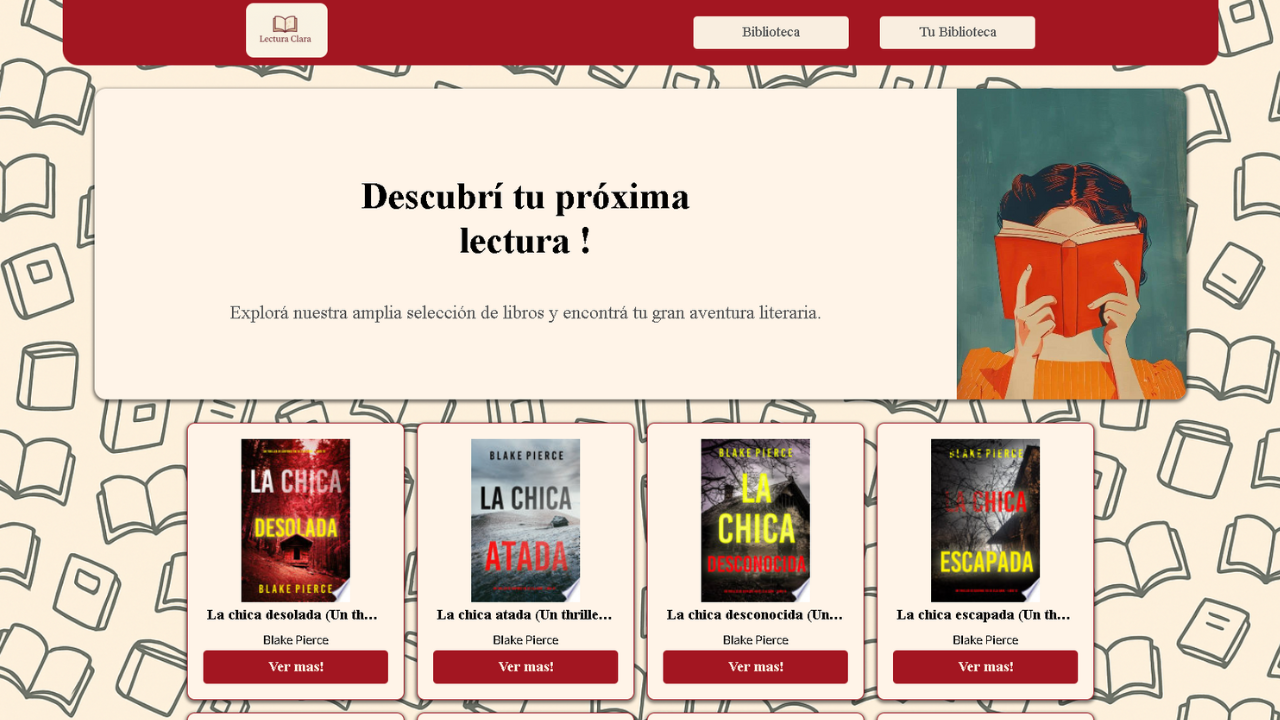 Lectura Clara
Biblioteca
Tu Biblioteca
Descubrí tu próxima
lectura !
Explorá nuestra amplia selección de libros y encontrá tu gran aventura literaria.
LA CHICA
DESOLADA
BLAKE PIERCE
La chica desolada (Un th...
Blake Pierce
Ver mas!
BLAKE PIERCE
LA CHICA
ATADA
La chica atada (Un thrille...
Blake Pierce
Ver mas!
BLAKE PIERCE
LA
CHICA
DESCONOCIDA
La chica desconocida (Un...
Blake Pierce
Ver mas!
BLAKE PIERCE
LA CHICA
ESCAPADA
La chica escapada (Un th...
Blake Pierce
Ver mas!